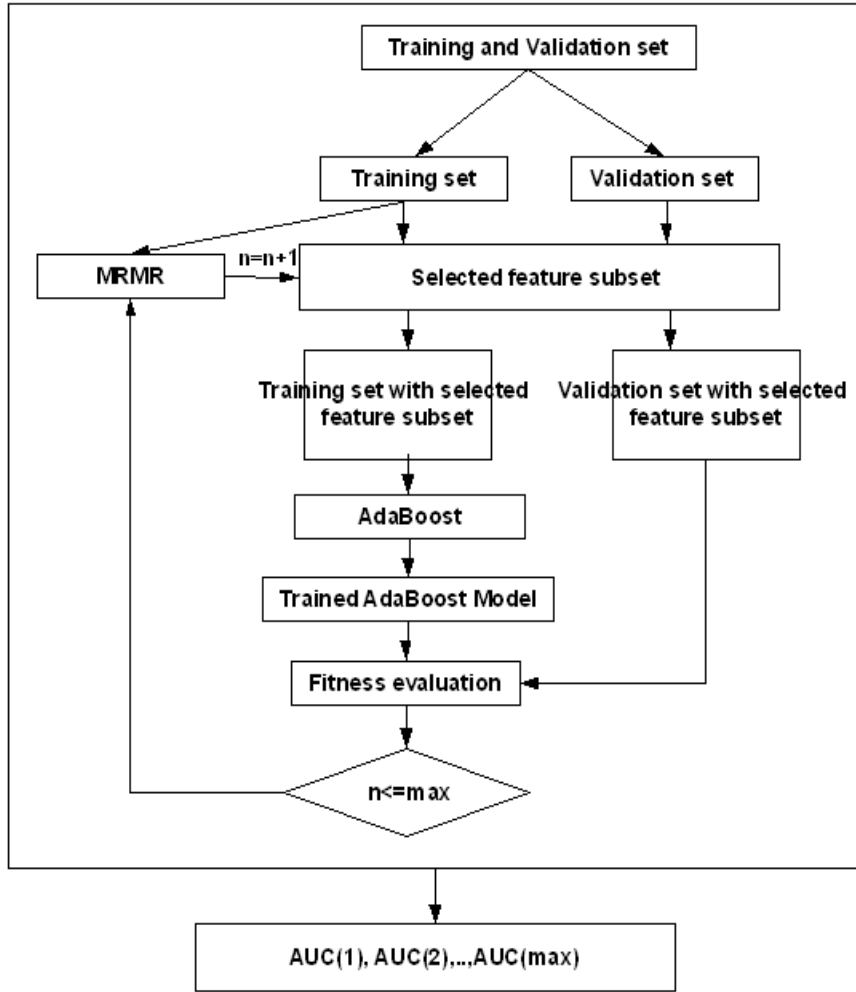 Training and Validation set
Training set
Validation set
n=n+1
MRMR
Selected feature subset
Training set with selected
feature subset
Validation set with selected
feature subset
AdaBoost
Trained AdaBoost Model
Fitness evaluation
n<=max
AUC(1), AUC(2),..,AUC(max)